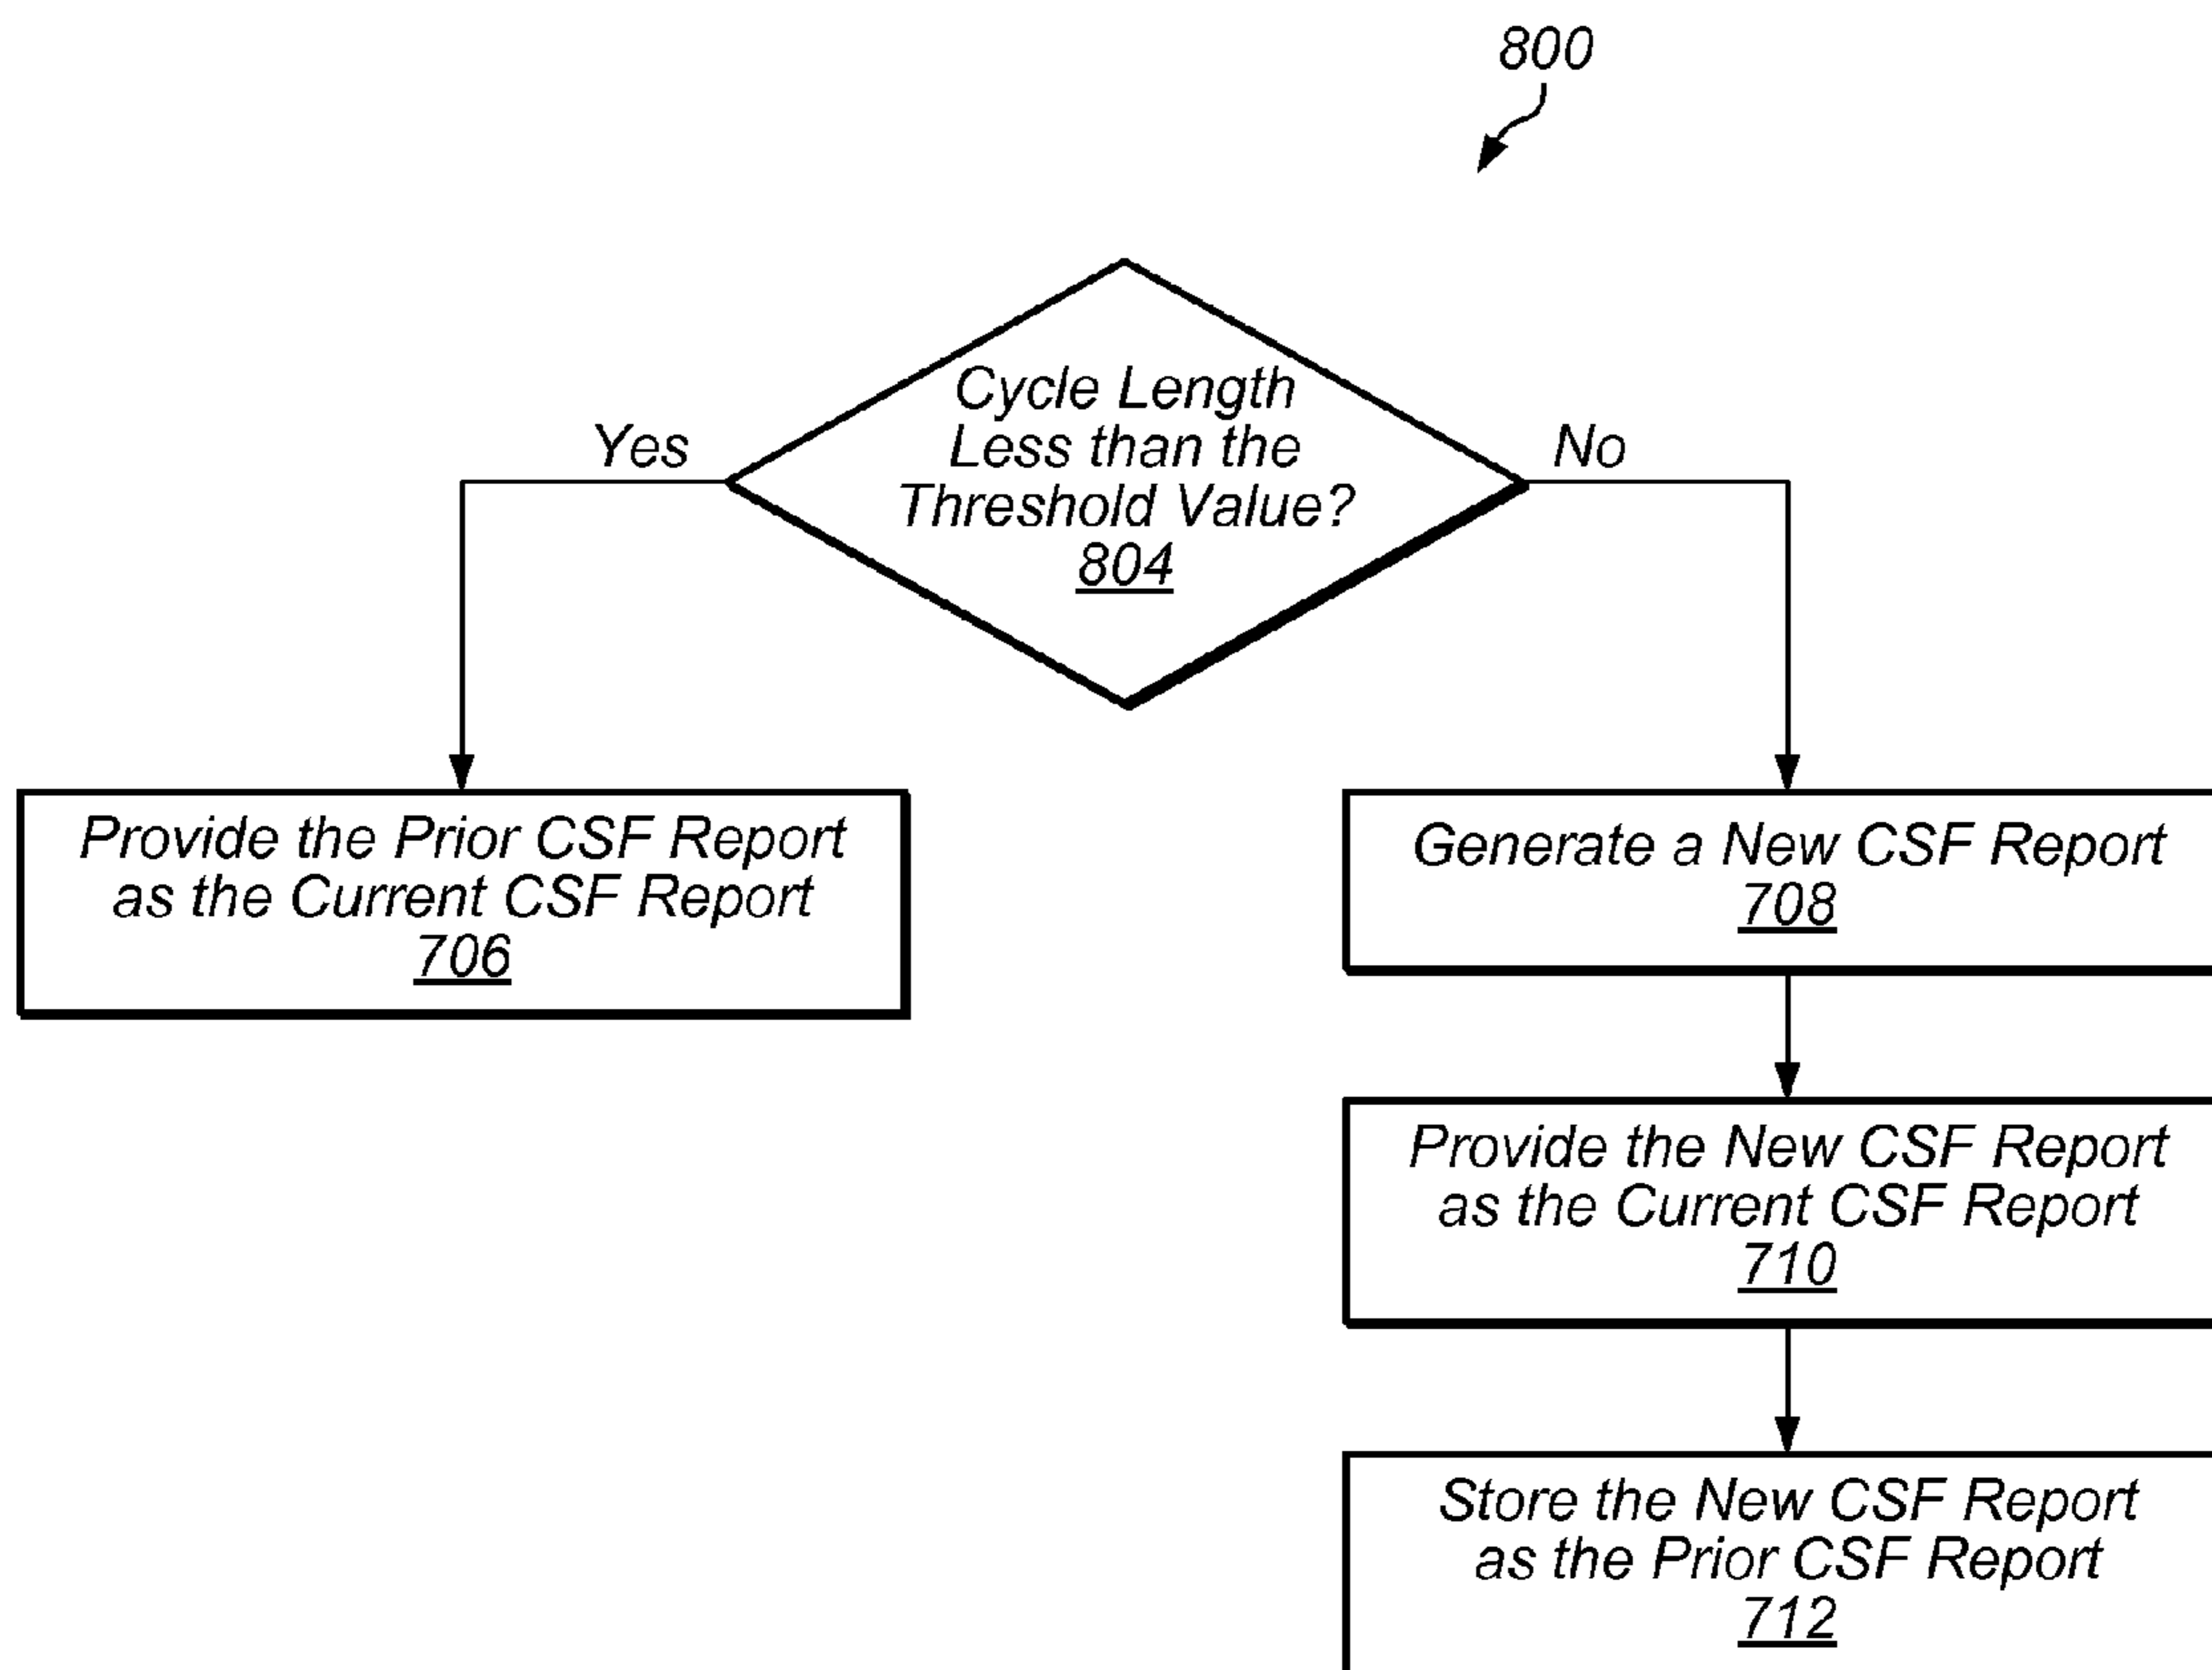 800
Cycle Length
Less than the
Threshold Value?
804
Yes
No
Provide the Prior CSF Report
as the Current CSF Report
706
Generate a New CSF Report
708
Provide the New CSF Report
as the Current CSF Report
710
Store the New CSF Report
as the Prior CSF Report
712